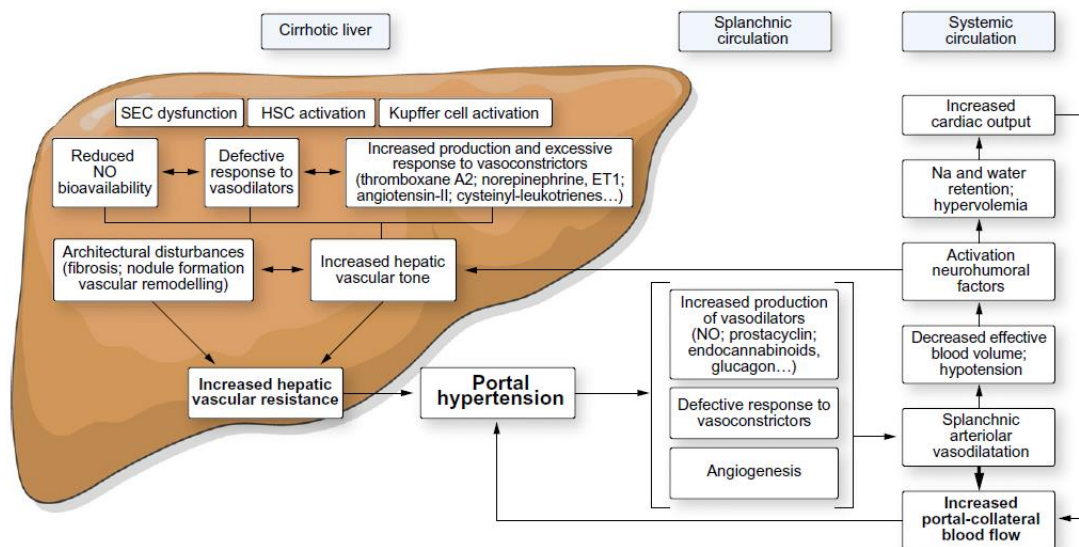 Cirrhotic liver
Splanchnic
circulation
Systemic
circulation
SEC dysfunction
HSC activation
Kupffer cell activation
Reduced
NO
bioavailability
Defective
response to
vasodilators
Increased production and excessive
response to vasoconstrictors
(thromboxane A2; norepinephrine, ET1;
angiotensin-II; cysteinyl-leukotrienes…)
Architectural disturbances
(fibrosis; nodule formation
vascular remodelling)
Increased hepatic
vascular tone
Increased hepatic
vascular resistance
Portal
hypertension
Increased production
of vasodilators
(NO; prostacyclin;
endocannabinoids,
glucagon…)
Defective response to
vasoconstrictors
Angiogenesis
Increased
cardiac output
Na and water
retention;
hypervolemia
Activation
neurohumoral
factors
Decreased effective
blood volume;
hypotension
Splanchnic
arteriolar
vasodilatation
Increased
portal-collateral
blood flow